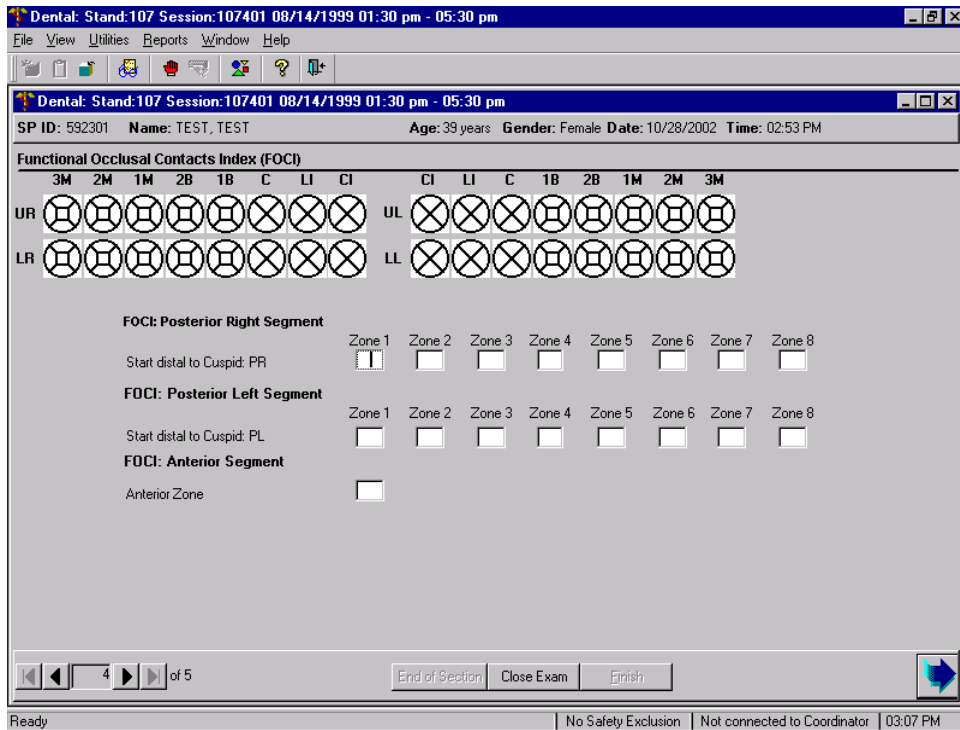 Dental: Stand:107 Session:107401 08/14/1999 01:30 pm - 05:30 pm
File View Utilities Reports Window Help
Dental: Stand:107 Session:107401 08/14/1999 01:30 pm - 05:30 pm
SP ID: 592301 Name: TEST, TEST Age: 39 years Gender: Female Date: 10/28/2002 Time: 02:53 PM
Functional Occlusal Contacts Index (FOCI)
3M 2M 1M 2B 1B C LI CI CI LI C 1B 2B 1M 2M 3M
UR UL
LR LL
FOCI: Posterior Right Segment
Zone 1 Zone 2 Zone 3 Zone 4 Zone 5 Zone 6 Zone 7 Zone 8
Start distal to Cuspid: PR
FOCI: Posterior Left Segment
Zone 1 Zone 2 Zone 3 Zone 4 Zone 5 Zone 6 Zone 7 Zone 8
Start distal to Cuspid: PL
FOCI: Anterior Segment
Anterior Zone
4 of 5 End of Section Close Exam Finish
Ready No Safety Exclusion Not connected to Coordinator 03:07 PM